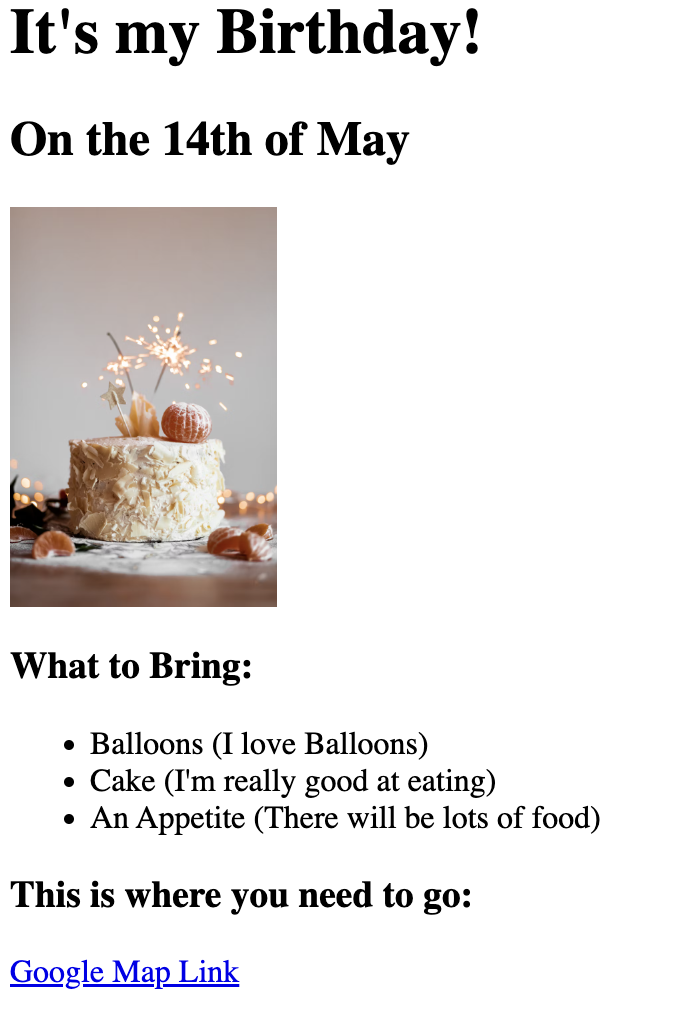 It's my Birthday!
On the 14th of May
What to Bring:
Balloons (I love Balloons)
Cake (I'm really good at eating)
An Appetite (There will be lots of food)
This is where you need to go:
Google Map Link